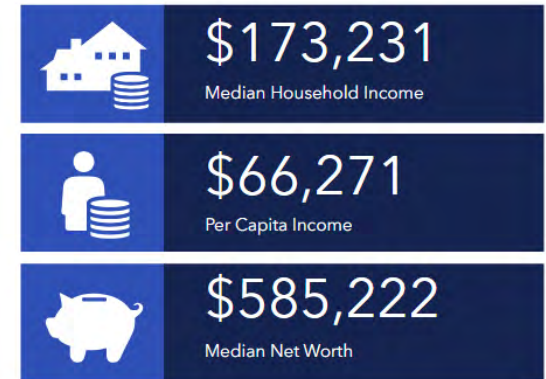 $173,231
Median Household Income
$66,271
Per Capita Income
$585,222
Median Net Worth